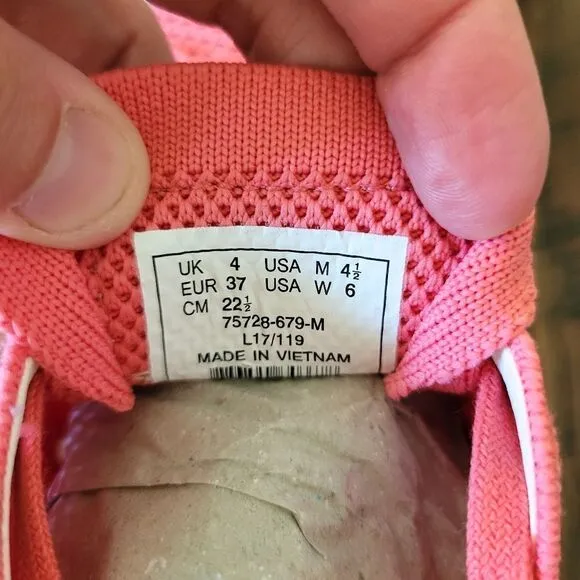 UK 4 USA M 4½
EUR 37 USA W 6
CM 22½
75728-679-M
L17/119
MADE IN VIETNAM